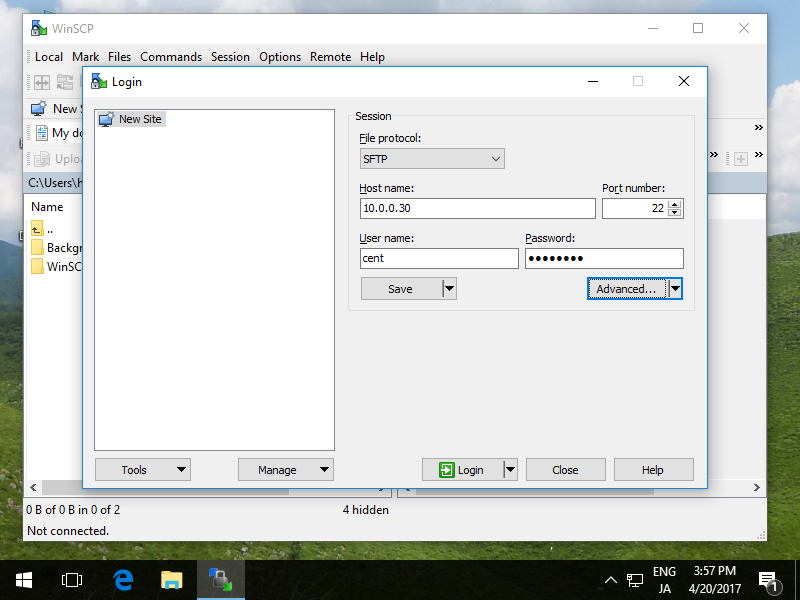 WinSCP
Local Mark Files Commands Session Options Remote Help
Login
New
My do
Uploa
C:\Users\h
Name
..
Backgr
WinSC
New Site
Session
File protocol:
SFTP
Host name:
Port number:
10.0.0.30
22
User name:
Password:
cent
●●●●●●●●
Save
Advanced...
Tools
Manage
Login
Close
Help
0 B of 0 B in 0 of 2
4 hidden
Not connected.
ENG
JA
3:57 PM
4/20/2017
1